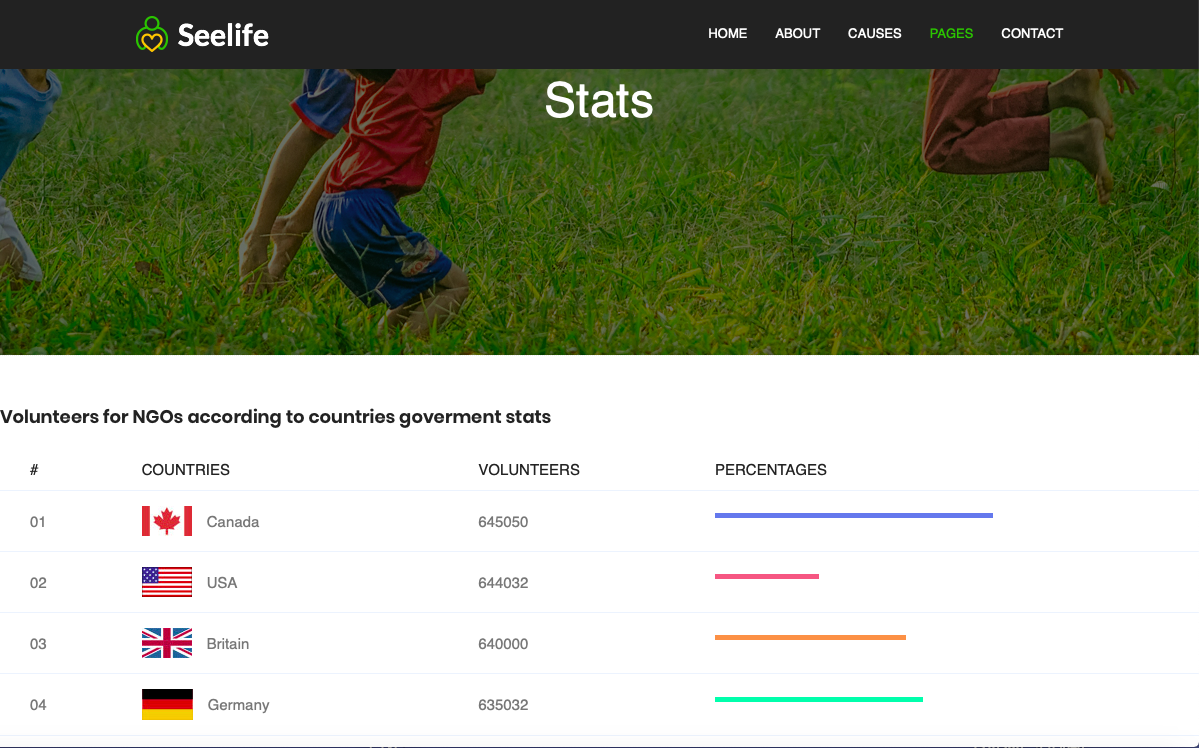 Seelife
HOME ABOUT CAUSES PAGES CONTACT
Stats
Volunteers for NGOs according to countries goverment stats
# COUNTRIES VOLUNTEERS PERCENTAGES
01 Canada 645050
02 USA 644032
03 Britain 640000
04 Germany 635032